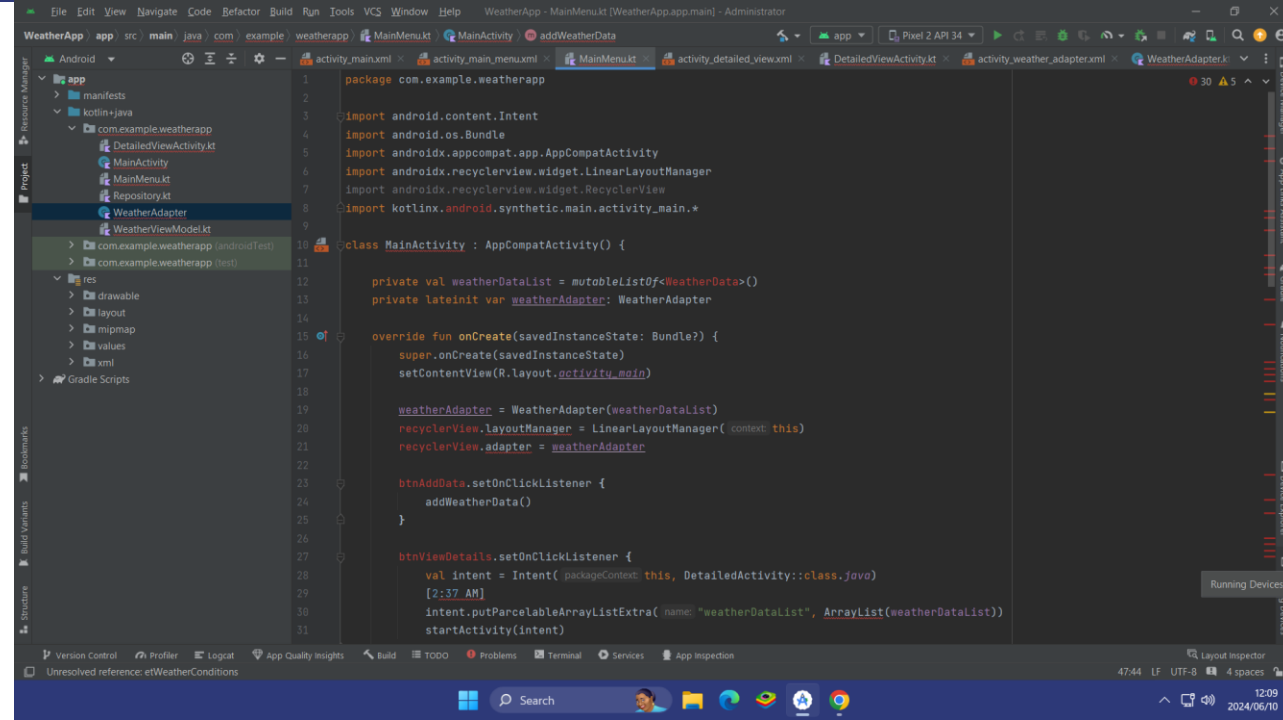 File Edit View Navigate Code Refactor Build Run Tools VCS Window Help WeatherApp - MainMenu.kt [WeatherApp.app.main] - Administrator
WeatherApp app src main java com example weatherapp MainMenu.kt MainActivity addWeatherData app Pixel 2 API 34
Android activity_main.xml activity_main_menu.xml MainMenu.kt activity_detailed_view.xml DetailedViewActivity.kt activity_weather_adapter.xml WeatherAdapter.k
Resource Manager
Project
Bookmarks
Build Variants
Structure
app
manifests
kotlin+java
com.example.weatherapp
DetailedViewActivity.kt
MainActivity
MainMenu.kt
Repository.kt
WeatherAdapter
WeatherViewModel.kt
com.example.weatherapp (androidTest)
com.example.weatherapp (test)
res
drawable
layout
mipmap
values
xml
Gradle Scripts
30 5
1 package com.example.weatherapp
2
3 import android.content.Intent
4 import android.os.Bundle
5 import androidx.appcompat.app.AppCompatActivity
6 import androidx.recyclerview.widget.LinearLayoutManager
7 import androidx.recyclerview.widget.RecyclerView
8 import kotlinx.android.synthetic.main.activity_main.*
9
10 class MainActivity : AppCompatActivity() {
11
12 private val weatherDataList = mutableListOf<WeatherData>()
13 private lateinit var weatherAdapter: WeatherAdapter
14
15 override fun onCreate(savedInstanceState: Bundle?) {
16 super.onCreate(savedInstanceState)
17 setContentView(R.layout.activity_main)
18
19 weatherAdapter = WeatherAdapter(weatherDataList)
20 recyclerView.layoutManager = LinearLayoutManager( context: this)
21 recyclerView.adapter = weatherAdapter
22
23 btnAddData.setOnClickListener {
24 addWeatherData()
25 }
26
27 btnViewDetails.setOnClickListener {
28 val intent = Intent( packageContext: this, DetailedActivity::class.java)
29 [2:37 AM]
30 intent.putParcelableArrayListExtra( name: "weatherDataList", ArrayList(weatherDataList))
31 startActivity(intent)
Running Devices
Version Control Profiler Logcat App Quality Insights Build TODO Problems Terminal Services App Inspection Layout Inspector
Unresolved reference: etWeatherConditions 47:44 LF UTF-8 4 spaces
Search
12:09
2024/06/10